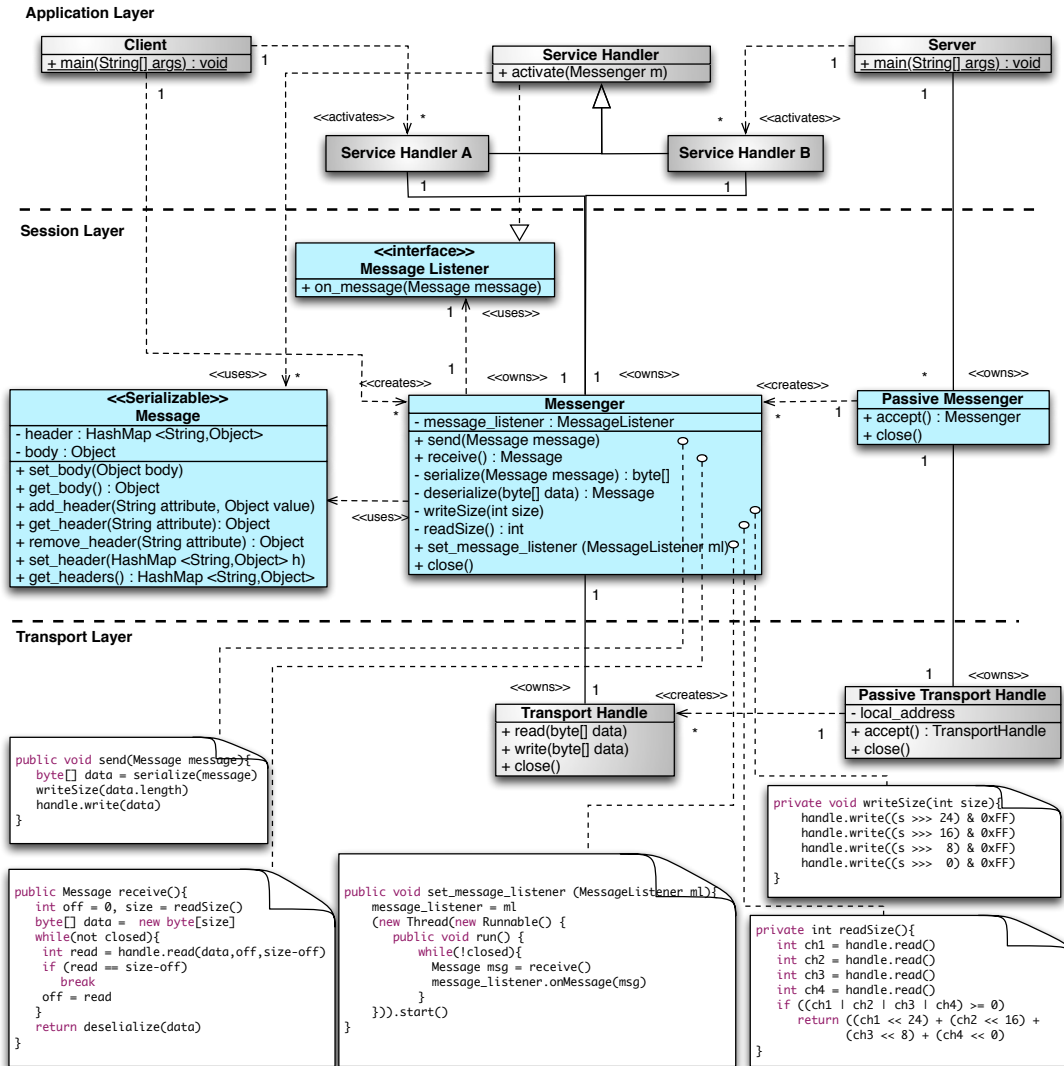 Application Layer
Client
+ main(String[] args) : void
1
1
Service Handler
+ activate(Messenger m)
Server
+ main(String[] args) : void
1
1
<<activates>>
*
*
<<activates>>
Service Handler A
Service Handler B
1
1
Session Layer
<<interface>>
Message Listener
+ on_message(Message message)
1
<<uses>>
<<uses>>
*
<<creates>>
*
1
<<owns>>
1
1
<<owns>>
<<creates>>
*
1
*
<<owns>>
<<Serializable>>
Message
- header : HashMap <String,Object>
- body : Object
+ set_body(Object body)
+ get_body() : Object
+ add_header(String attribute, Object value)
+ get_header(String attribute): Object
+ remove_header(String attribute) : Object
+ set_header(HashMap <String,Object> h)
+ get_headers() : HashMap <String,Object>
<<uses>>
Messenger
- message_listener : MessageListener
+ send(Message message)
+ receive() : Message
- serialize(Message message) : byte[]
- deserialize(byte[] data) : Message
- writeSize(int size)
- readSize() : int
+ set_message_listener (MessageListener ml)
+ close()
Passive Messenger
+ accept() : Messenger
+ close()
1
1
Transport Layer
<<owns>>
1
<<creates>>
*
1
1
<<owns>>
Transport Handle
+ read(byte[] data)
+ write(byte[] data)
+ close()
Passive Transport Handle
- local_address
+ accept() : TransportHandle
+ close()
public void send(Message message){
byte[] data = serialize(message)
writeSize(data.length)
handle.write(data)
}
private void writeSize(int size){
handle.write((s >>> 24) & 0xFF)
handle.write((s >>> 16) & 0xFF)
handle.write((s >>> 8) & 0xFF)
handle.write((s >>> 0) & 0xFF)
}
public Message receive(){
int off = 0, size = readSize()
byte[] data = new byte[size]
while(not closed){
int read = handle.read(data,off,size-off)
if (read == size-off)
break
off = read
}
return deselialize(data)
}
public void set_message_listener (MessageListener ml){
message_listener = ml
(new Thread(new Runnable() {
public void run() {
while(!closed){
Message msg = receive()
message_listener.onMessage(msg)
}
})).start()
}
private int readSize(){
int ch1 = handle.read()
int ch2 = handle.read()
int ch3 = handle.read()
int ch4 = handle.read()
if ((ch1 | ch2 | ch3 | ch4) >= 0)
return ((ch1 << 24) + (ch2 << 16) +
(ch3 << 8) + (ch4 << 0)
}